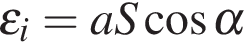 εᵢ = aS cos α